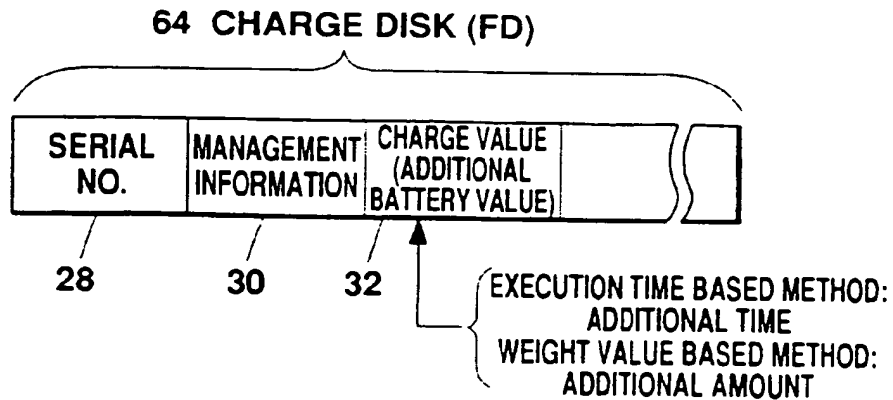 64 CHARGE DISK (FD)
SERIAL
NO.
MANAGEMENT
INFORMATION
CHARGE VALUE
(ADDITIONAL
BATTERY VALUE)
28
30
32
EXECUTION TIME BASED METHOD:
ADDITIONAL TIME
WEIGHT VALUE BASED METHOD:
ADDITIONAL AMOUNT